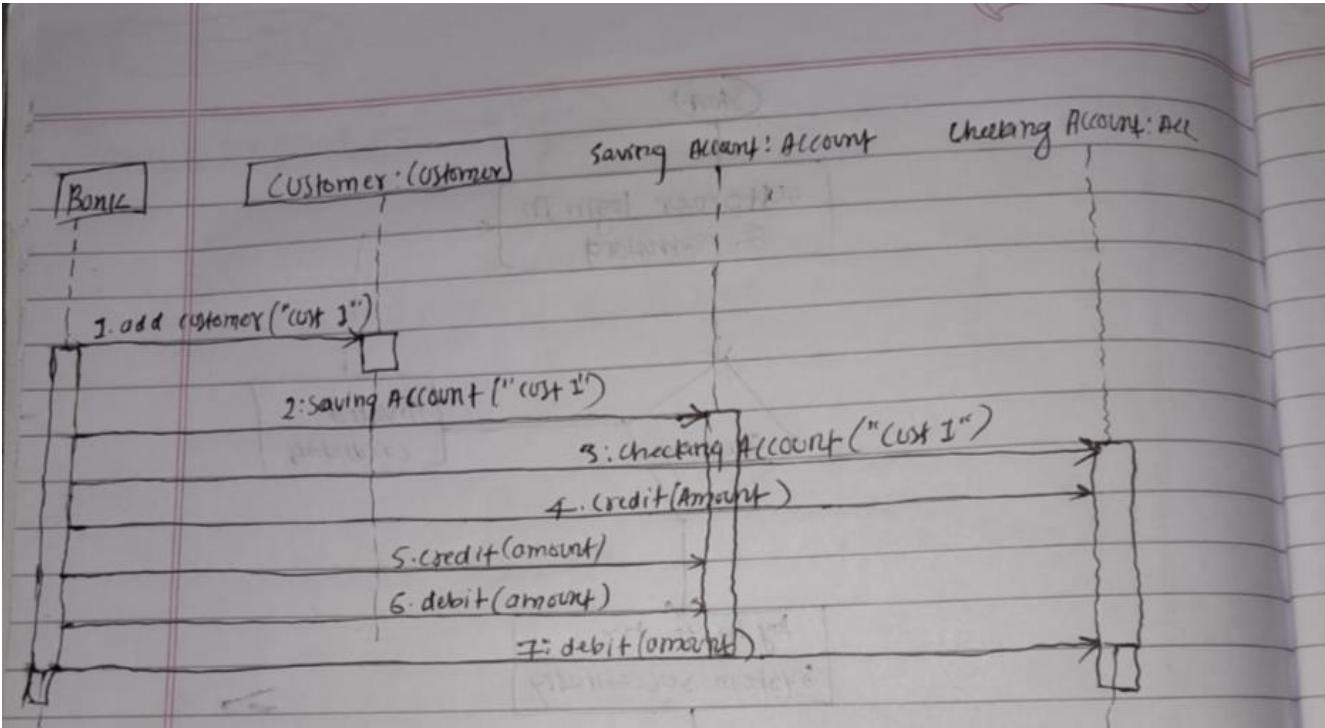 Saving Account: Account
Checking Account: Acc
Bank
Customer: Customer
1. add customer ("cust 1")
2: Saving Account ("cust 1")
3: Checking Account ("Cust 1")
4. Credit (Amount)
5. Credit (amount)
6. debit (amount)
7: debit (amount)